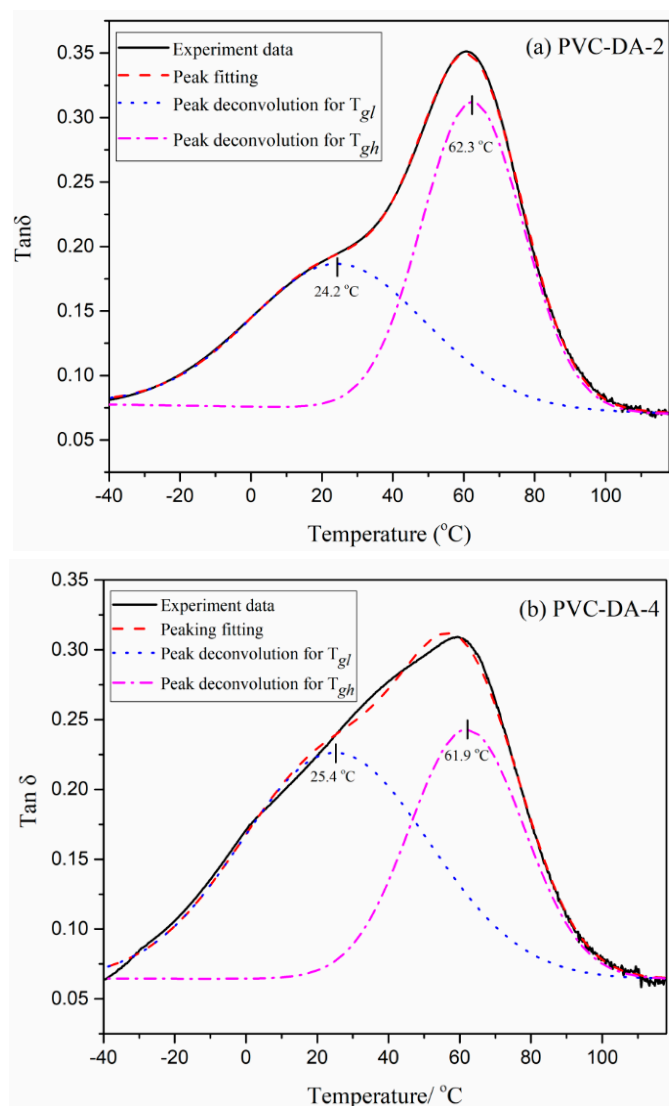 (a) PVC-DA-2
Experiment data
Peak fitting
Peak deconvolution for T_gl
Peak deconvolution for T_gh
62.3 °C
24.2 °C
Tanδ
0.35
0.30
0.25
0.20
0.15
0.10
0.05
-40 -20 0 20 40 60 80 100
Temperature (°C)
(b) PVC-DA-4
Experiment data
Peaking fitting
Peak deconvolution for T_gl
Peak deconvolution for T_gh
25.4 °C
61.9 °C
Tan δ
0.35
0.30
0.25
0.20
0.15
0.10
0.05
-40 -20 0 20 40 60 80 100
Temperature/ °C